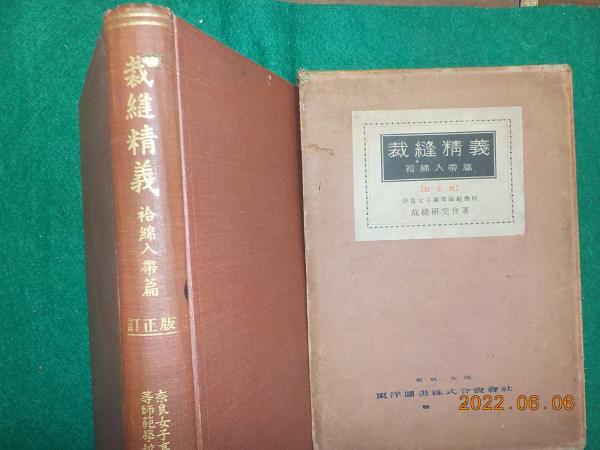 裁縫精義
袷綿入帶篇
訂正版
奈良女子高
等師範學校
裁縫精義
袷綿入帶篇
【訂正版】
奈良女子高等師範學校
裁縫研究會著
東京・大阪
東洋圖書株式合資會社
發
2022.06.06